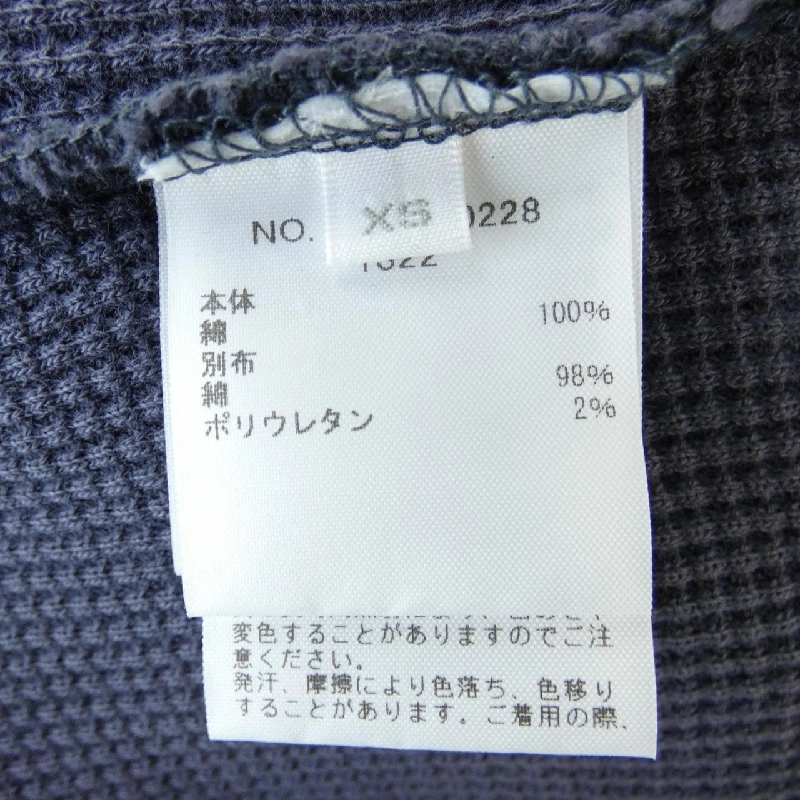 XS
NO. 0228
1322
本体
綿 100%
別布
綿 98%
ポリウレタン 2%
変色することがありますのでご注
意ください。
発汗、摩擦により色落ち、色移り
することがあります。ご着用の際、